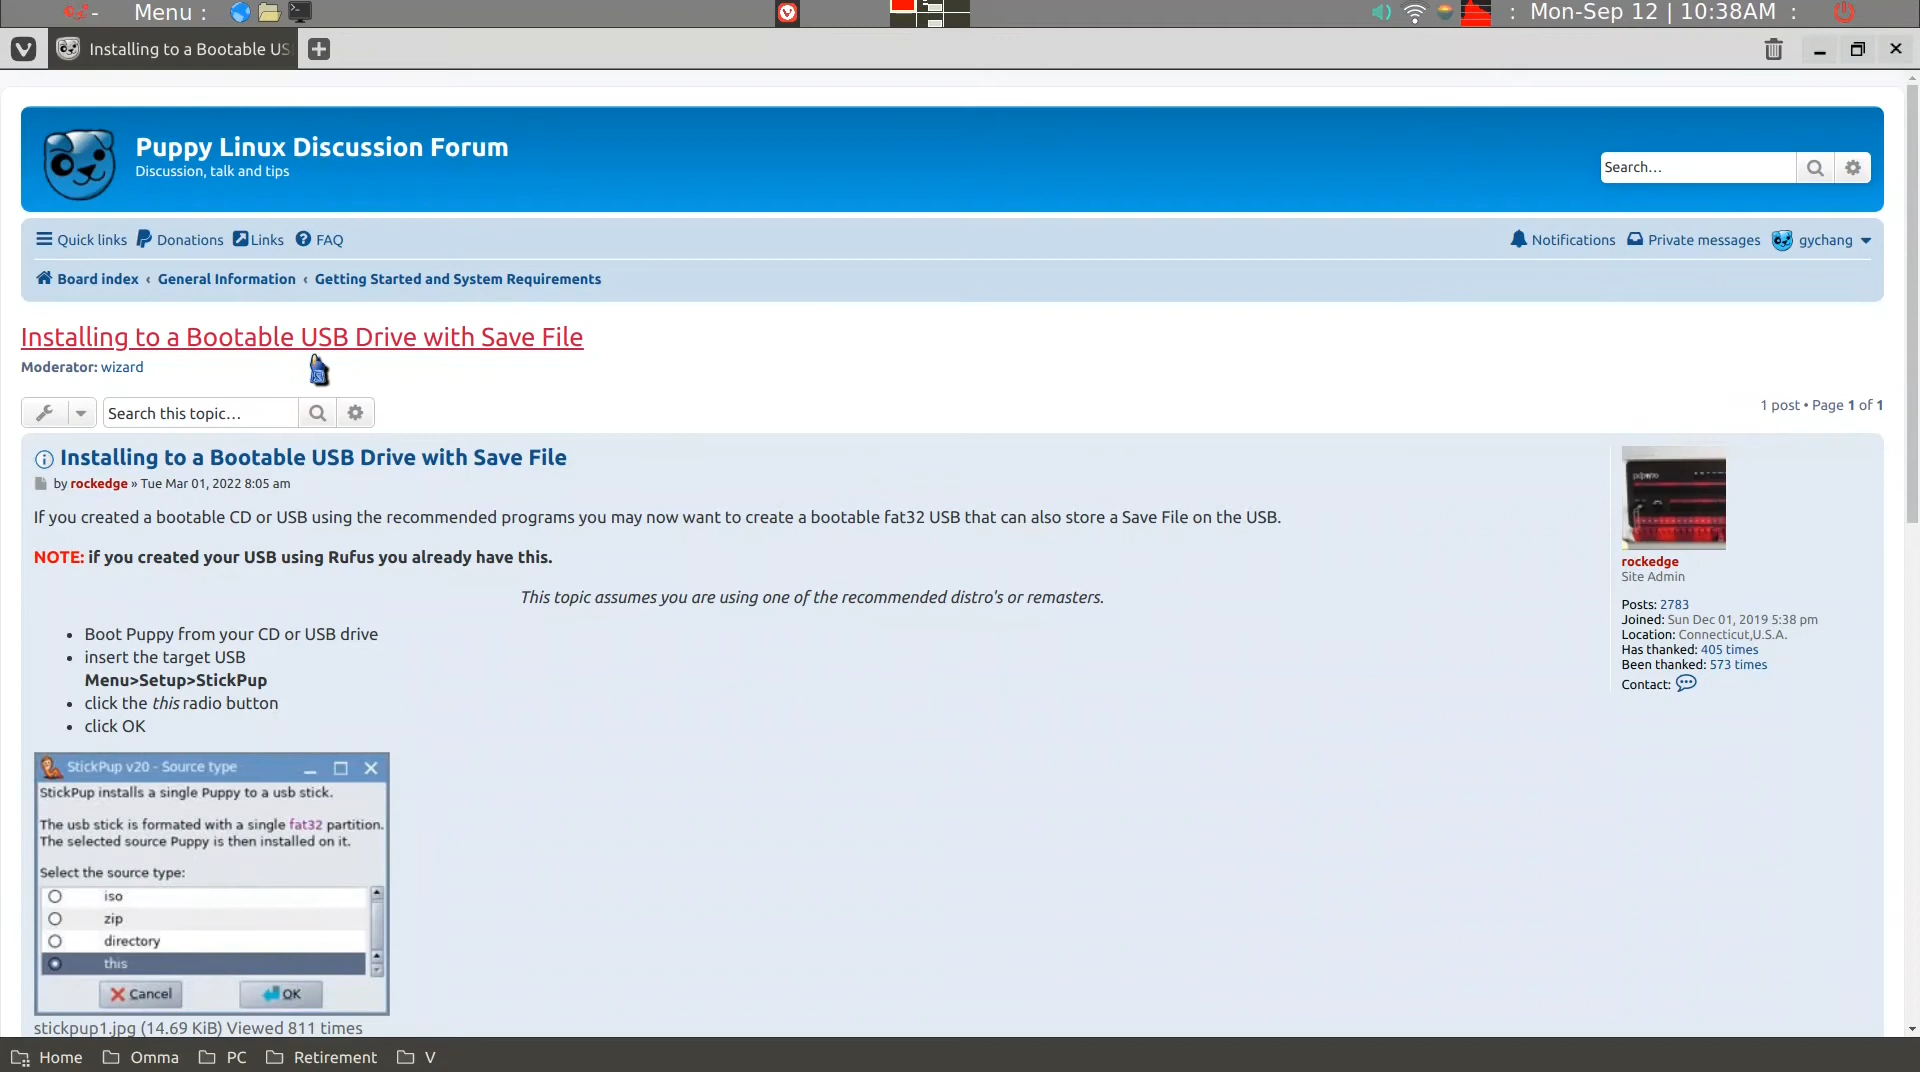 Menu :
: Mon-Sep 12 | 10:38AM :
Installing to a Bootable US
Puppy Linux Discussion Forum
Discussion, talk and tips
Search…
Quick links Donations Links FAQ
Notifications Private messages gychang
Board index ‹ General Information ‹ Getting Started and System Requirements
Installing to a Bootable USB Drive with Save File
Moderator: wizard
Search this topic…
1 post • Page 1 of 1
Installing to a Bootable USB Drive with Save File
by rockedge » Tue Mar 01, 2022 8:05 am
If you created a bootable CD or USB using the recommended programs you may now want to create a bootable fat32 USB that can also store a Save File on the USB.
NOTE: if you created your USB using Rufus you already have this.
This topic assumes you are using one of the recommended distro's or remasters.
• Boot Puppy from your CD or USB drive
• insert the target USB
Menu>Setup>StickPup
• click the this radio button
• click OK
rockedge
Site Admin
Posts: 2783
Joined: Sun Dec 01, 2019 5:38 pm
Location: Connecticut,U.S.A.
Has thanked: 405 times
Been thanked: 573 times
Contact:
StickPup v20 - Source type
StickPup installs a single Puppy to a usb stick.
The usb stick is formated with a single fat32 partition.
The selected source Puppy is then installed on it.
Select the source type:
iso
zip
directory
this
Cancel OK
stickpup1.jpg (14.69 KiB) Viewed 811 times
Home Omma PC Retirement V